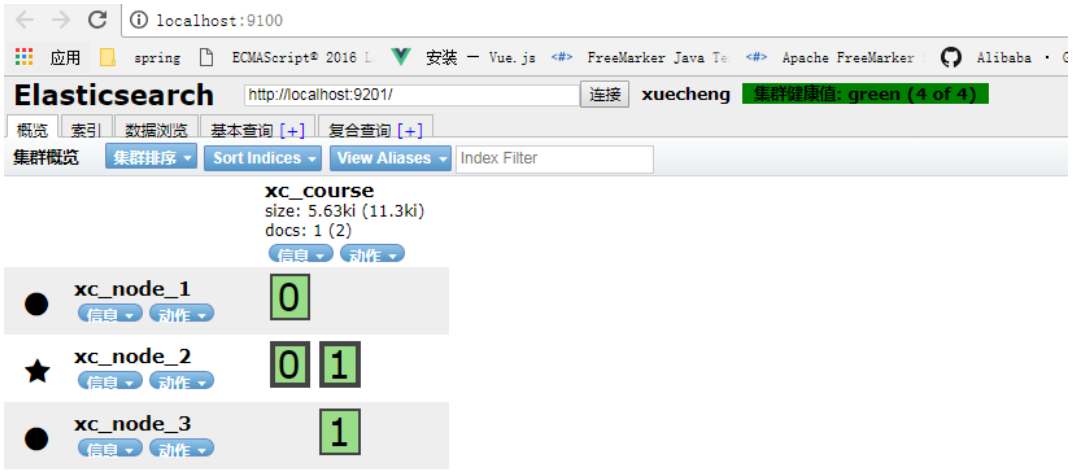 localhost:9100
应用 spring ECMAScript® 2016 L 安装 — Vue.js <#> FreeMarker Java Te <#> Apache FreeMarker Alibaba ·
Elasticsearch http://localhost:9201/ 连接 xuecheng 集群健康值: green (4 of 4)
概览 索引 数据浏览 基本查询 [+] 复合查询 [+]
集群概览 集群排序 Sort Indices View Aliases Index Filter
xc_course
size: 5.63ki (11.3ki)
docs: 1 (2)
信息 动作
xc_node_1 0
信息 动作
xc_node_2 0 1
信息 动作
xc_node_3 1
信息 动作